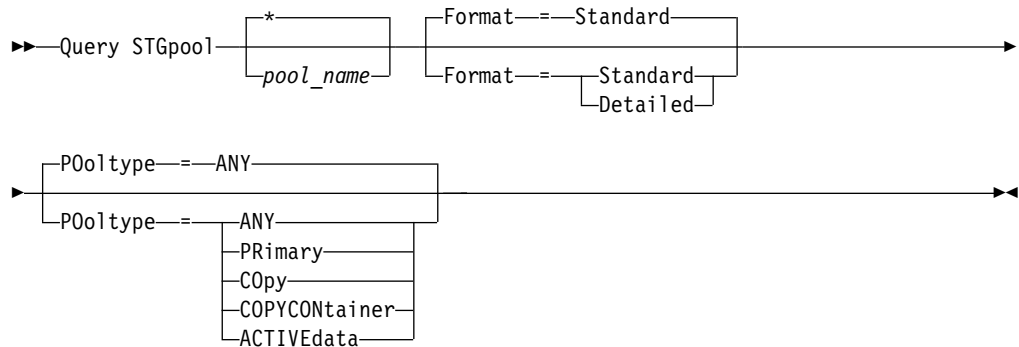 * Format = Standard
Query STGpool
pool_name Format = Standard
Detailed
POoltype = ANY
POoltype = ANY
PRimary
COpy
COPYCONtainer
ACTIVEdata